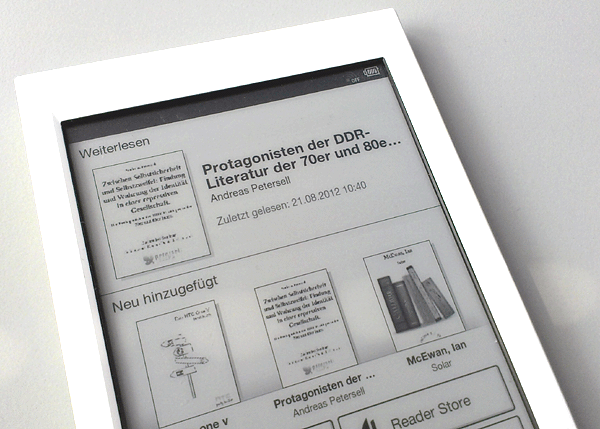 OFF
Weiterlesen
Zwischen Selbstsicherheit
und Selbstzweifel: Findung
und Wahrung der Identität
in einer repressiven
Gesellschaft.
Protagonisten der DDR-
Literatur der 70er und 80e...
Andreas Petersell
Zuletzt gelesen: 21.08.2012 10:40
Neu hinzugefügt
Zwischen Selbstsicherheit
und Selbstzweifel: Findung
und Wahrung der Identität
in einer repressiven
Gesellschaft.
McEwan, Ian
Solar
one V
Protagonisten der ...
Andreas Petersell
McEwan, Ian
Solar
Reader Store